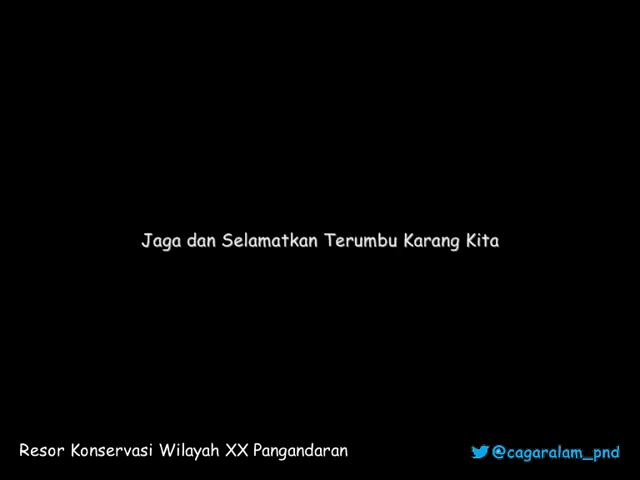 Jaga dan Selamatkan Terumbu Karang Kita
Resor Konservasi Wilayah XX Pangandaran
@cagaralam_pnd